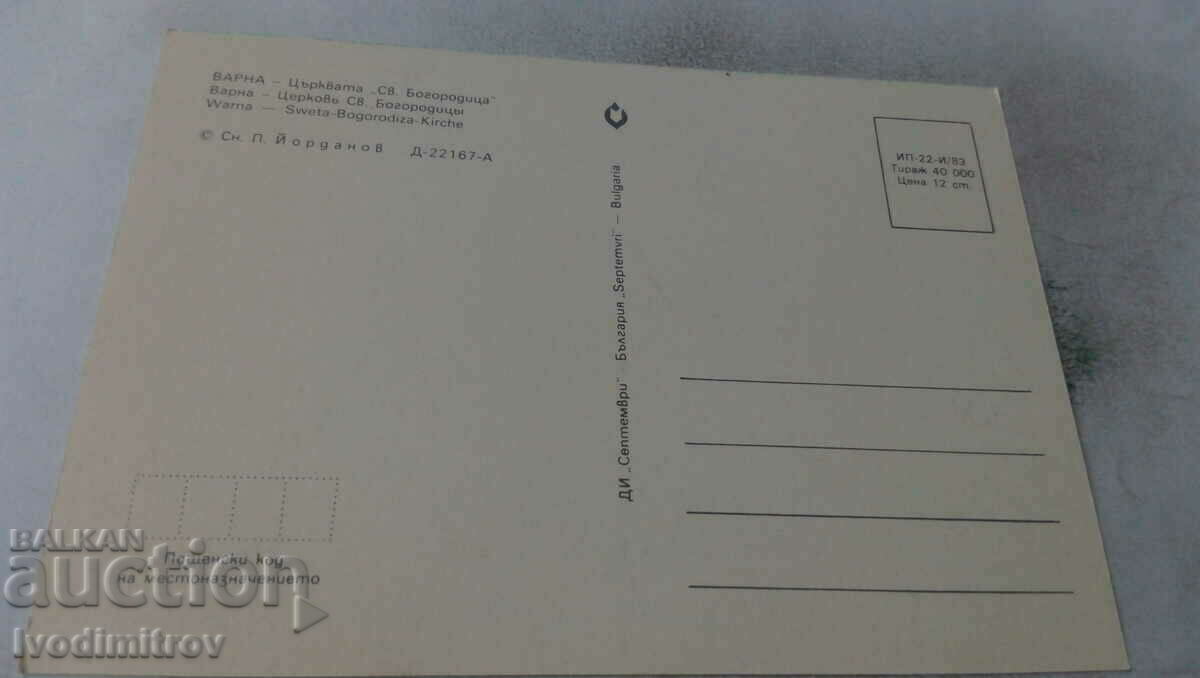 ВАРНА — Църквата „Св. Богородица"
Варна — Церковь Св. Богородицы
Warna — Sweta-Bogorodiza-Kirche
© Сн. П. Йорданов Д-22167-А
ДИ „Септември" - България „Septemvri" — Bulgaria
ИП-22-И/83
Тираж 40 000
Цена 12 ст.
Пощенски код
на местоназначението
BALKAN
auction
Ivodimitrov